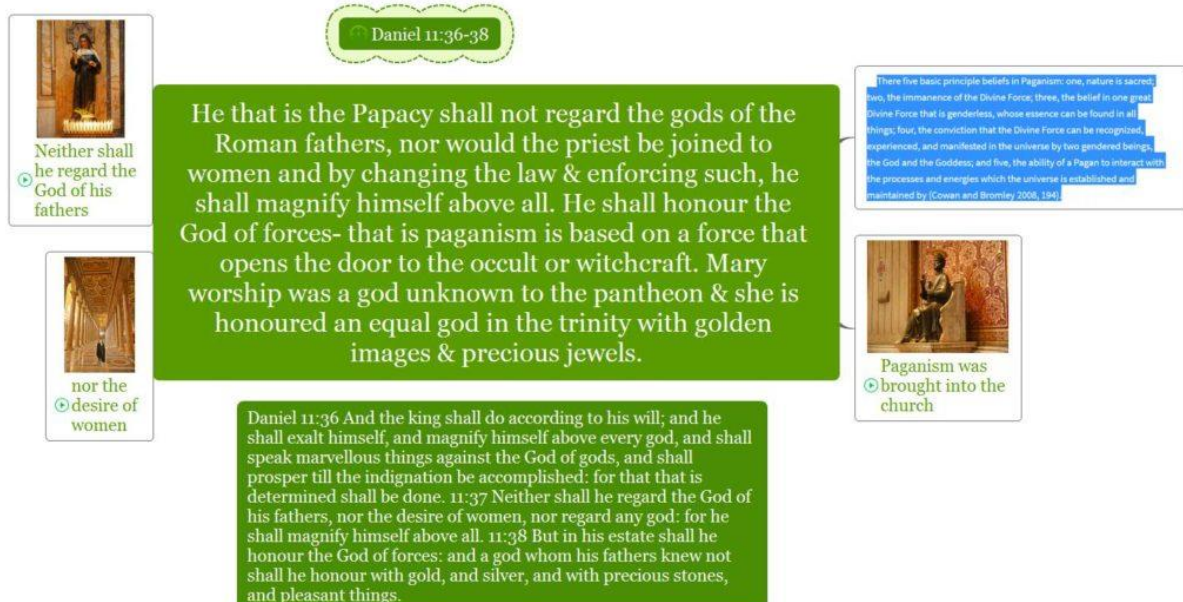 Daniel 11:36-38
Neither shall
he regard the
God of his
fathers
nor the
desire of
women
He that is the Papacy shall not regard the gods of the
Roman fathers, nor would the priest be joined to
women and by changing the law & enforcing such, he
shall magnify himself above all. He shall honour the
God of forces- that is paganism is based on a force that
opens the door to the occult or witchcraft. Mary
worship was a god unknown to the pantheon & she is
honoured an equal god in the trinity with golden
images & precious jewels.
There five basic principle beliefs in Paganism: one, nature is sacred;
two, the immanence of the Divine Force; three, the belief in one great
Divine Force that is genderless, whose essence can be found in all
things; four, the conviction that the Divine Force can be recognized,
experienced, and manifested in the universe by two gendered beings,
the God and the Goddess; and five, the ability of a Pagan to interact with
the processes and energies which the universe is established and
maintained by (Cowan and Bromley 2008, 194).
Paganism was
brought into the
church
Daniel 11:36 And the king shall do according to his will; and he
shall exalt himself, and magnify himself above every god, and shall
speak marvellous things against the God of gods, and shall
prosper till the indignation be accomplished: for that that is
determined shall be done. 11:37 Neither shall he regard the God of
his fathers, nor the desire of women, nor regard any god: for he
shall magnify himself above all. 11:38 But in his estate shall he
honour the God of forces: and a god whom his fathers knew not
shall he honour with gold, and silver, and with precious stones,
and pleasant things.